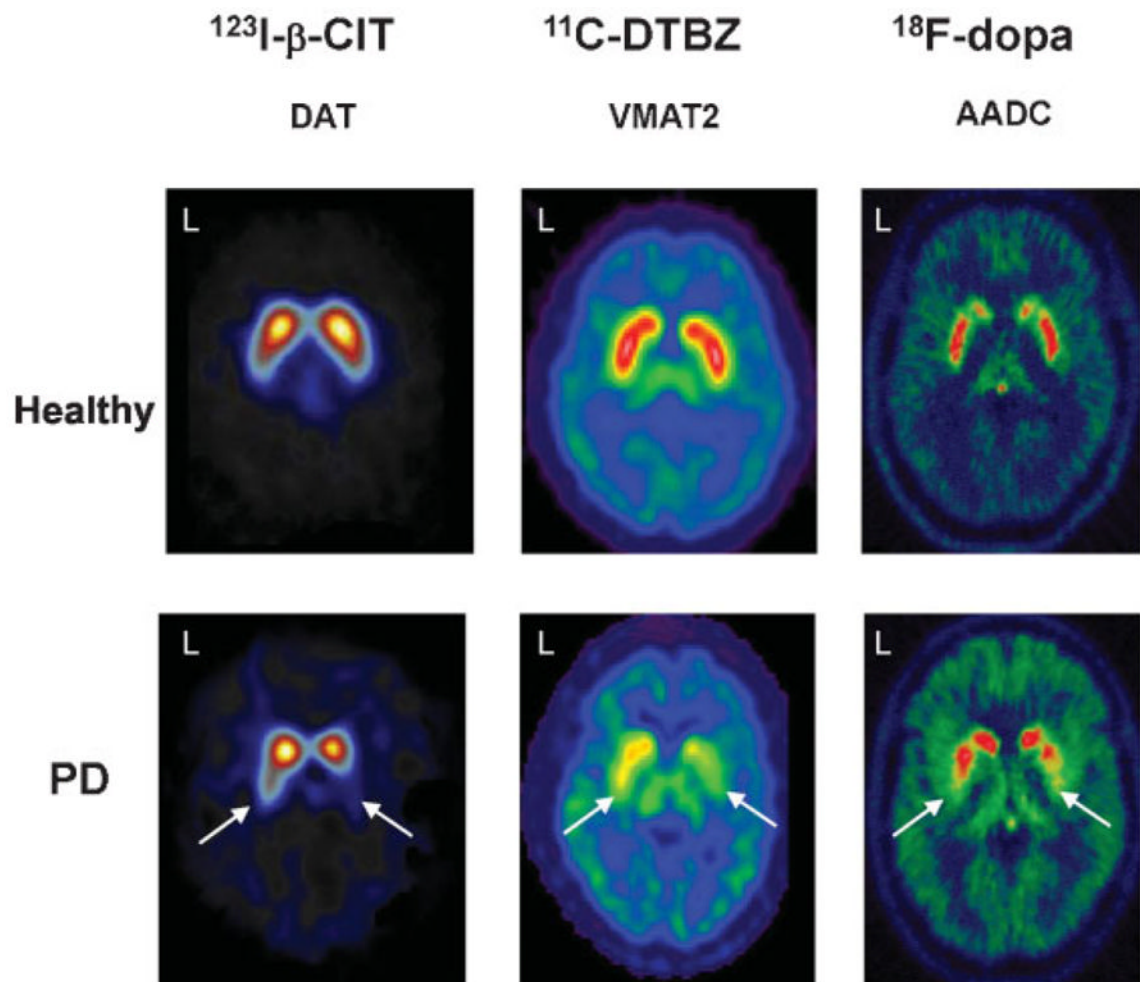 ¹²³I-β-CIT ¹¹C-DTBZ ¹⁸F-dopa
DAT VMAT2 AADC
L L L
Healthy
L L L
PD